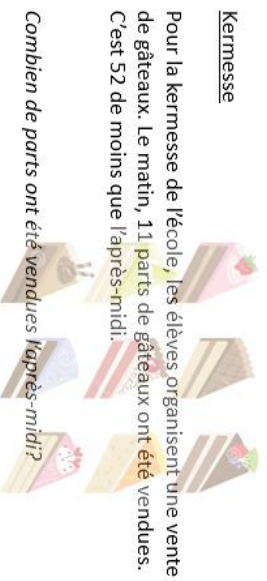 Kermesse
Pour la kermesse de l'école, les élèves organisent une vente
de gâteaux. Le matin, 11 parts de gâteaux ont été vendues.
C'est 52 de moins que l'après-midi.
Combien de parts ont été vendues l'après-midi?